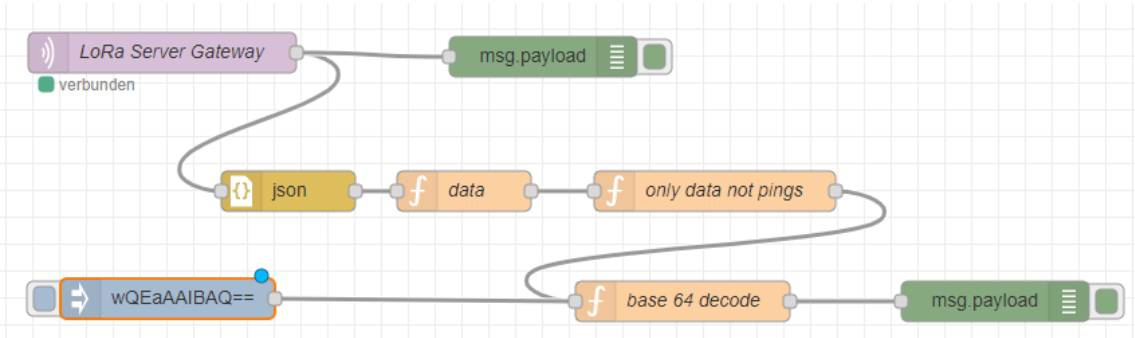 LoRa Server Gateway
msg.payload
verbunden
json
data
only data not pings
wQEaAAIBAQ==
base 64 decode
msg.payload